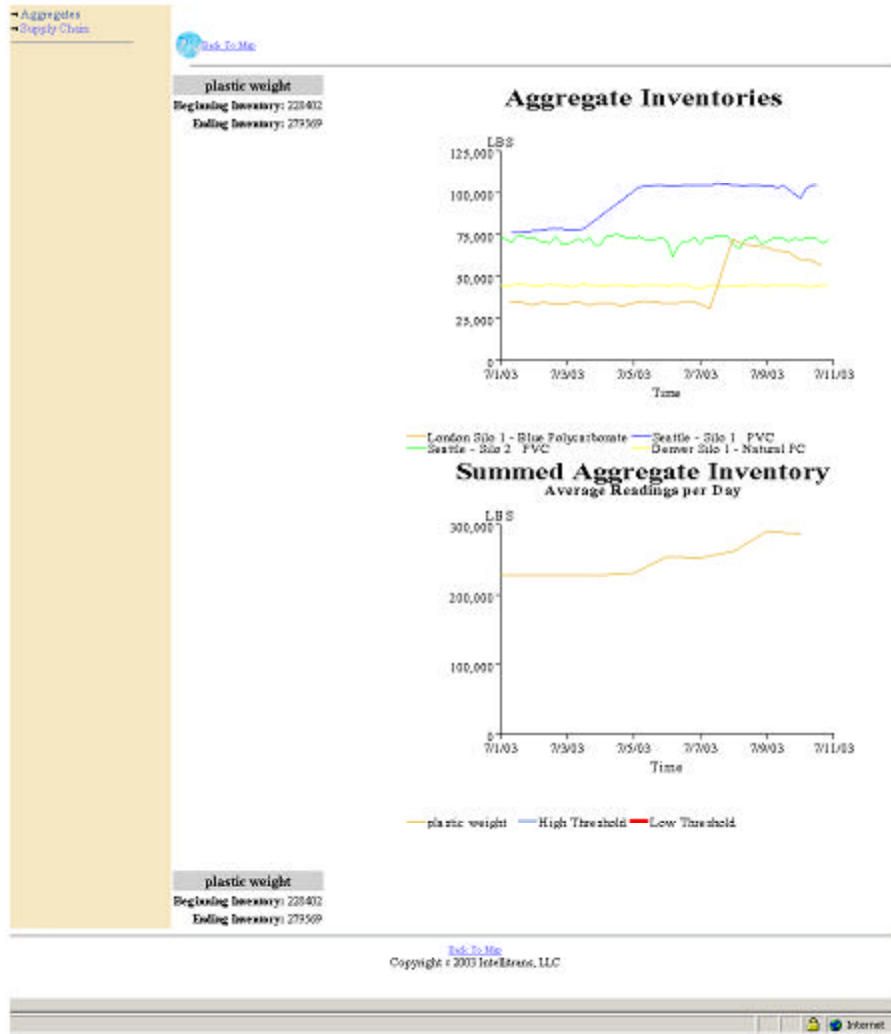 Aggregates
Supply Chain
Back To Map
plastic weight
Beginning Inventory: 228402
Ending Inventory: 279569
Aggregate Inventories
LBS
125,000
100,000
75,000
50,000
25,000
0
7/1/03 7/3/03 7/5/03 7/7/03 7/9/03 7/11/03
Time
London Silo 1 - Blue Polycarbonate Seattle - Silo 1 PVC
Seattle - Silo 2 PVC Denver Silo 1 - Natural PC
Summed Aggregate Inventory
Average Readings per Day
LBS
300,000
200,000
100,000
0
7/1/03 7/3/03 7/5/03 7/7/03 7/9/03 7/11/03
Time
plastic weight High Threshold Low Threshold
plastic weight
Beginning Inventory: 228402
Ending Inventory: 279569
Back To Map
Copyright © 2003 Intellitrans, LLC
Internet